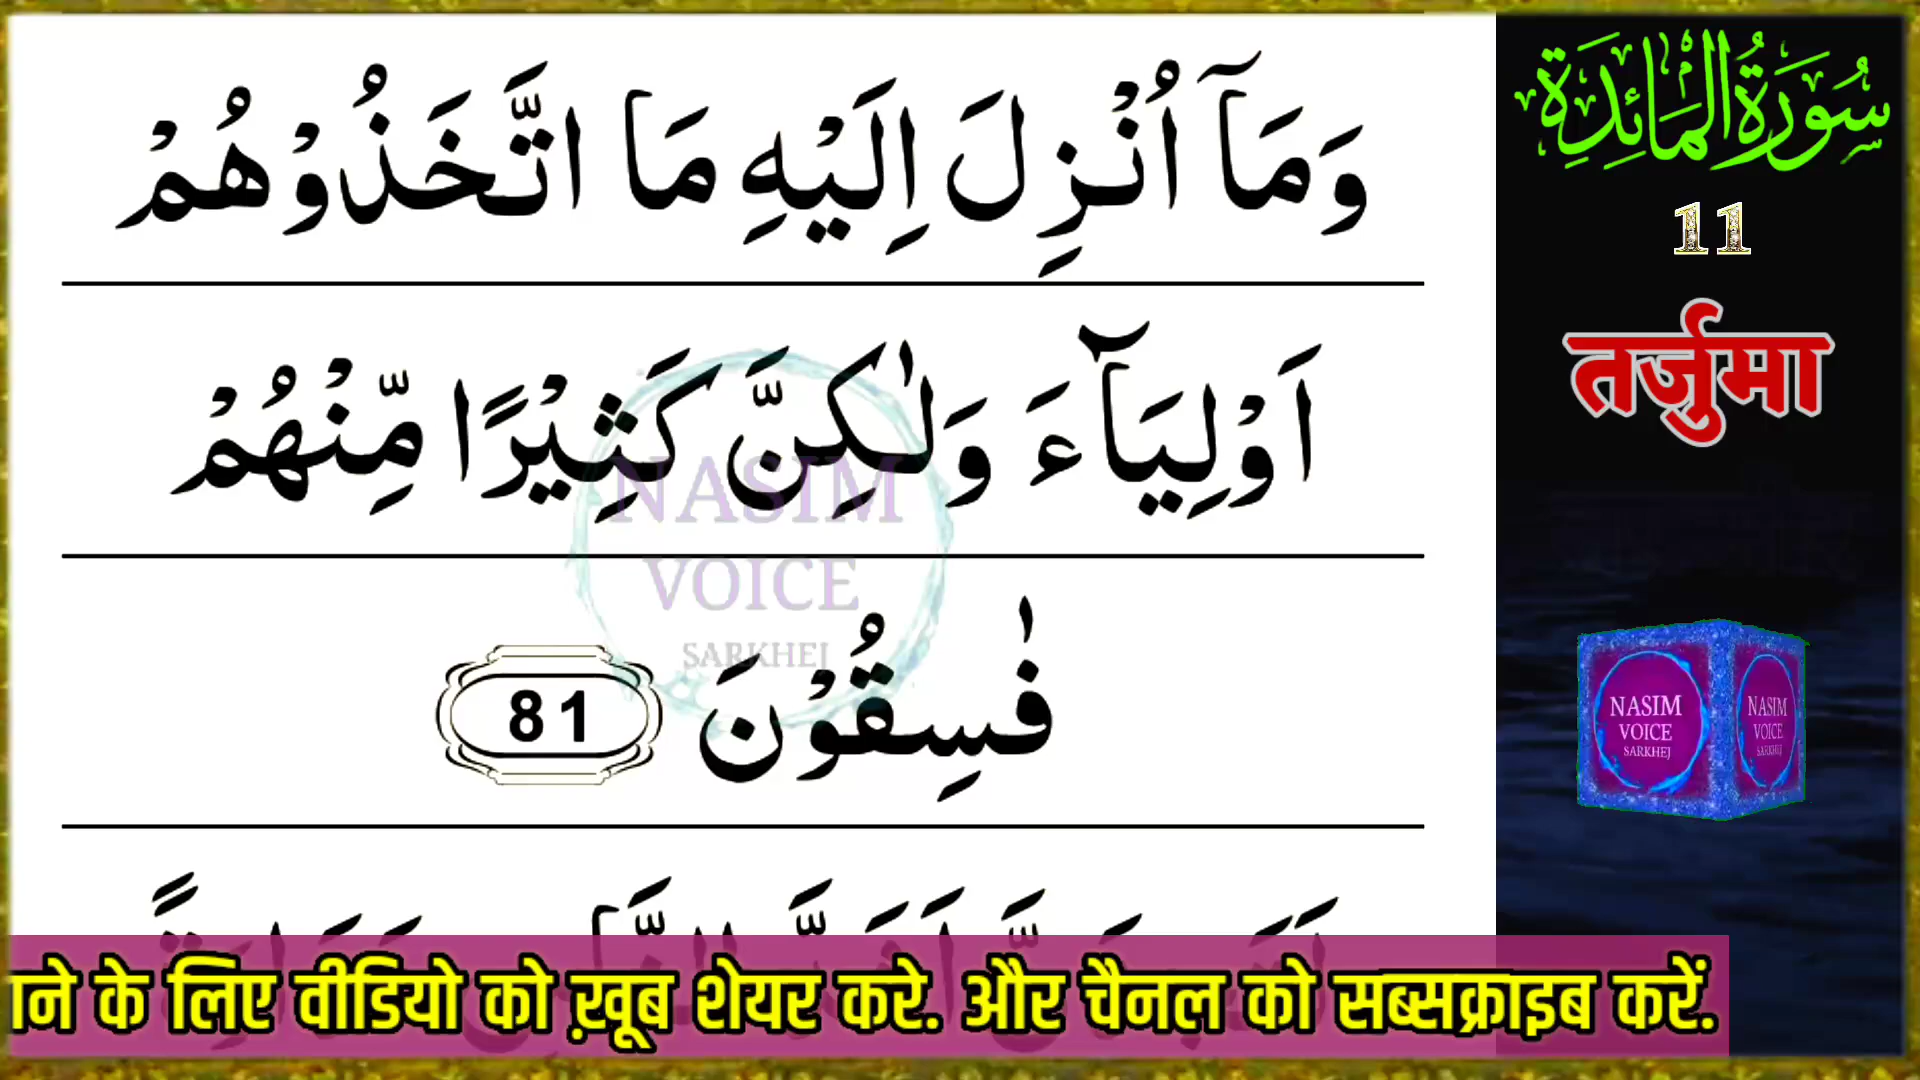 وَمَآ اُنْزِلَ اِلَيْهِ مَا اتَّخَذُوْهُمْ
اَوْلِيَآءَ وَلٰكِنَّ كَثِيْرًا مِّنْهُمْ
فٰسِقُوْنَ 81
سُوْرَةُ الْمَائِدَةِ
11
तर्जुमा
NASIM
VOICE
SARKHEJ
NASIM
VOICE
SARKHEJ
NASIM
VOICE
SARKHEJ
के लिए वीडियो को ख़ूब शेयर करे. और चैनल को सब्सक्राइब करें.